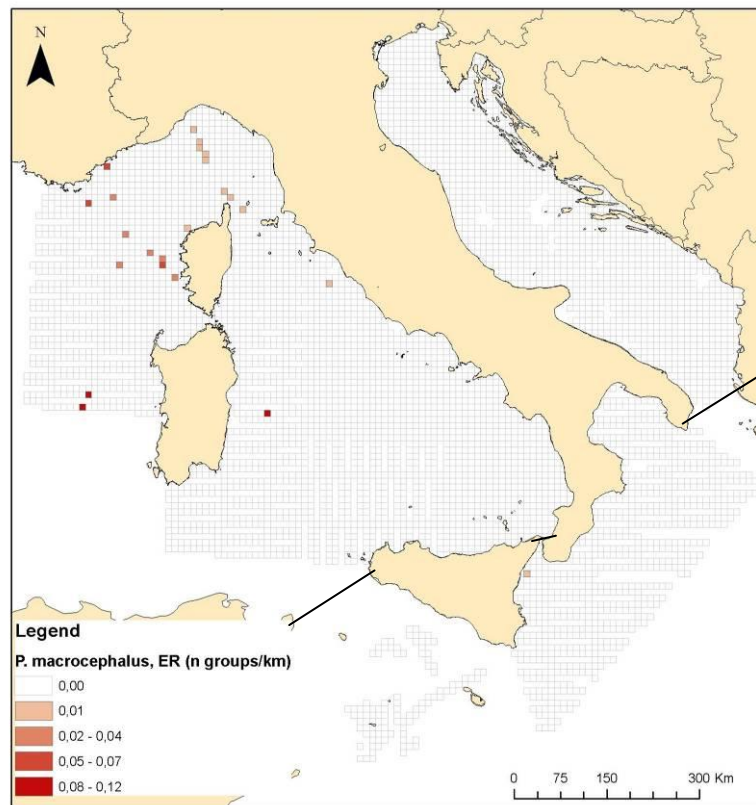 N
Legend
P. macrocephalus, ER (n groups/km)
0,00
0,01
0,02 - 0,04
0,05 - 0,07
0,08 - 0,12
0 75 150 300 Km